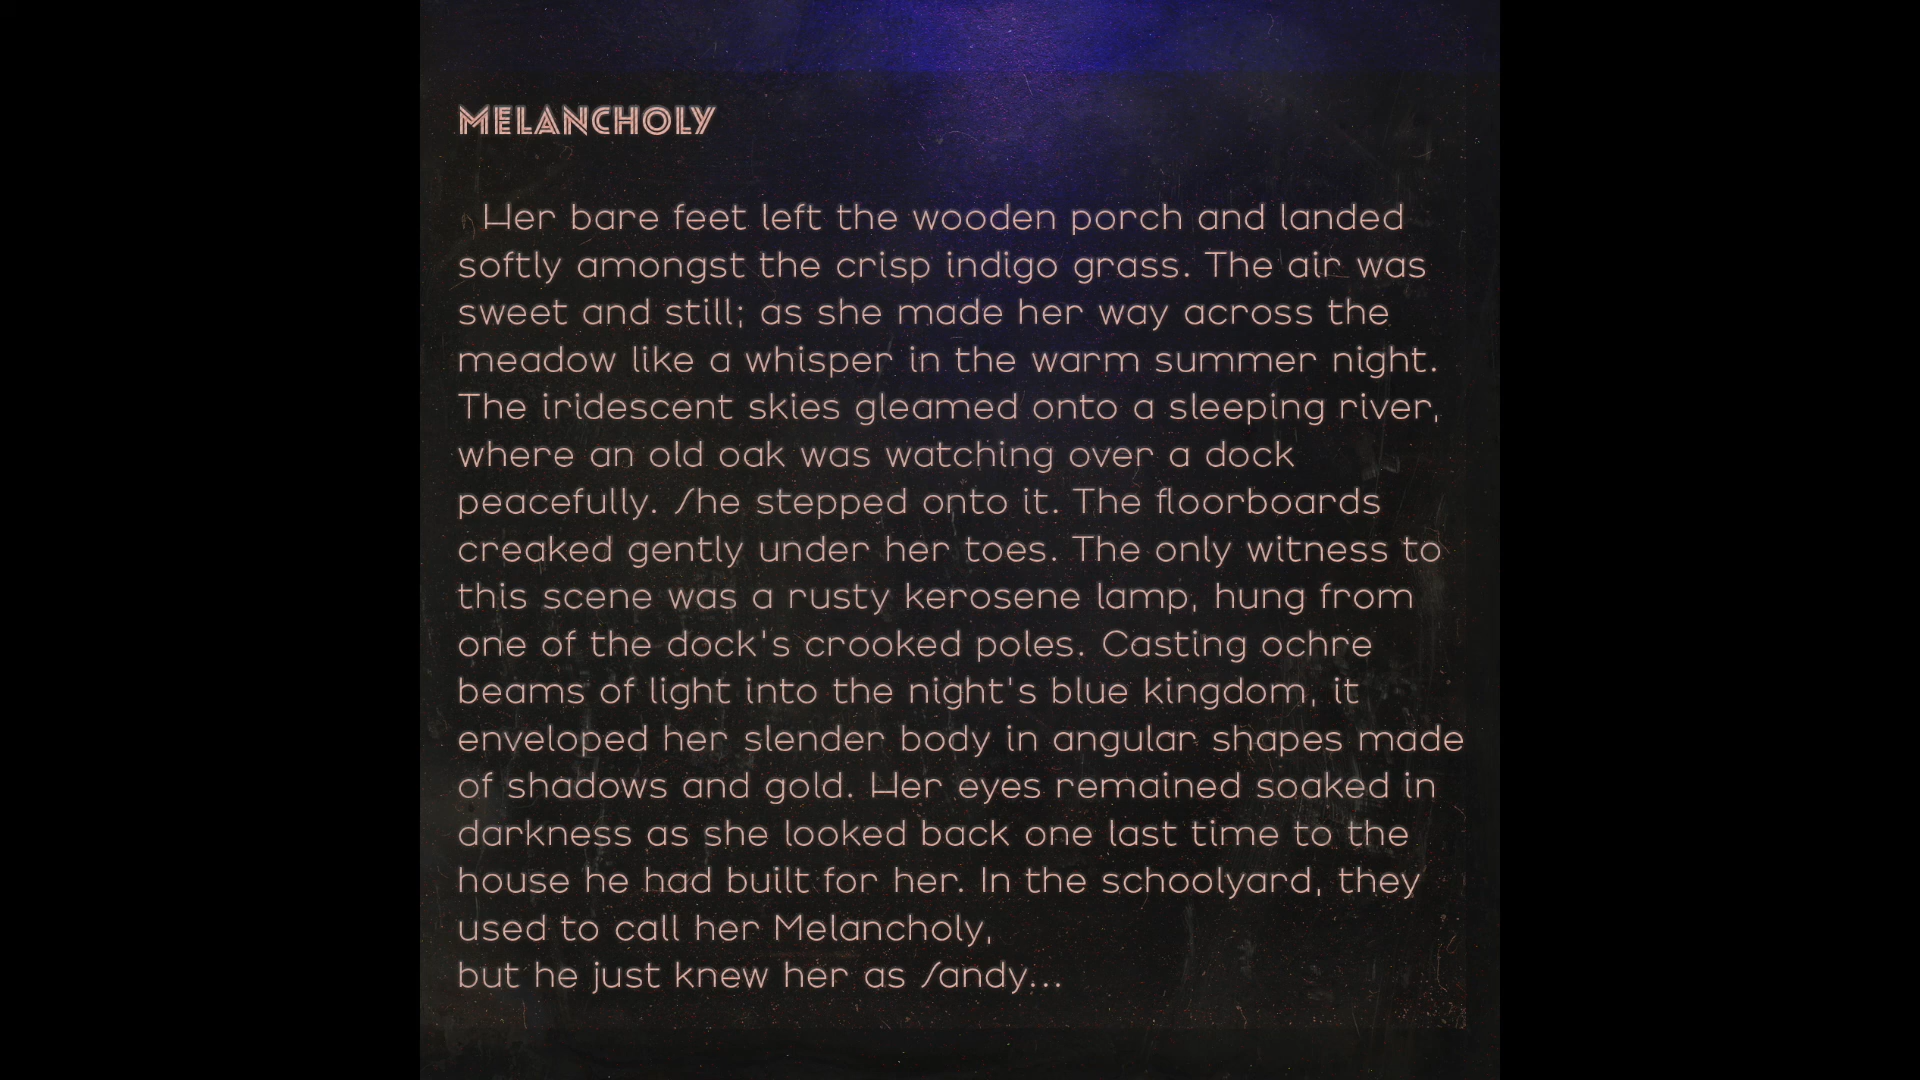 MELANCHOLY
Her bare feet left the wooden porch and landed
softly amongst the crisp indigo grass. The air was
sweet and still; as she made her way across the
meadow like a whisper in the warm summer night.
The iridescent skies gleamed onto a sleeping river,
where an old oak was watching over a dock
peacefully. She stepped onto it. The floorboards
creaked gently under her toes. The only witness to
this scene was a rusty kerosene lamp, hung from
one of the dock's crooked poles. Casting ochre
beams of light into the night's blue kingdom, it
enveloped her slender body in angular shapes made
of shadows and gold. Her eyes remained soaked in
darkness as she looked back one last time to the
house he had built for her. In the schoolyard, they
used to call her Melancholy,
but he just knew her as Sandy...